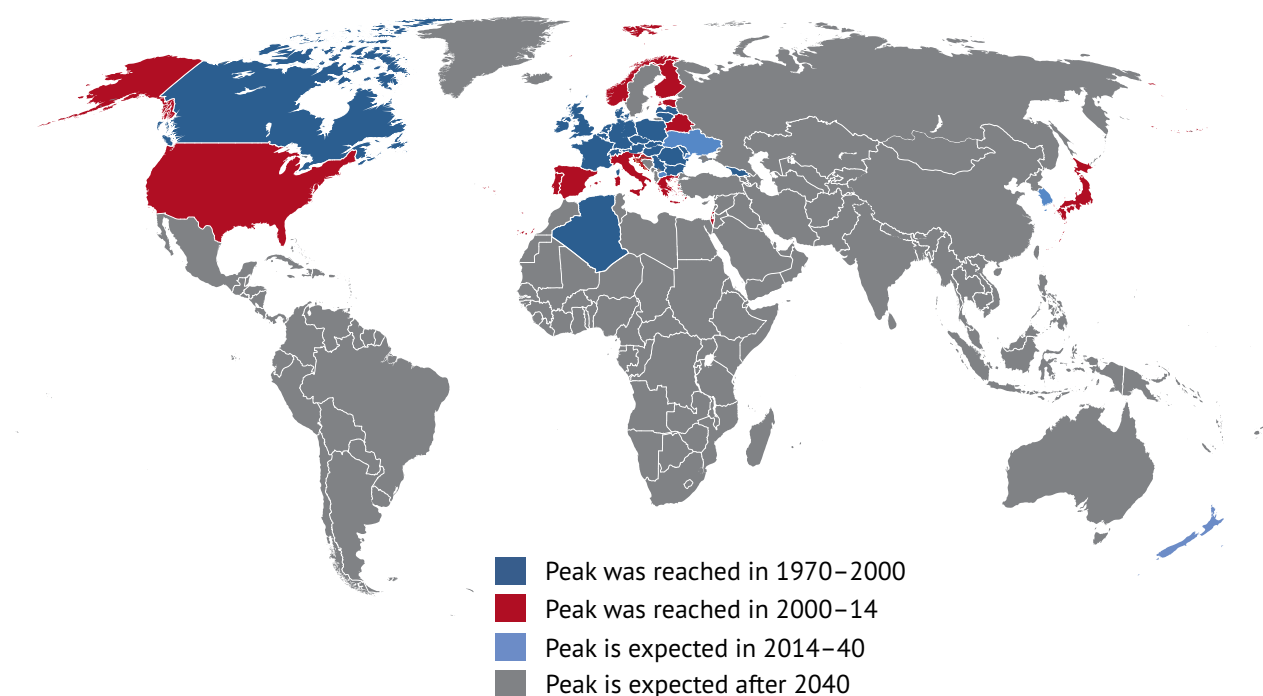 Peak was reached in 1970–2000
Peak was reached in 2000–14
Peak is expected in 2014–40
Peak is expected after 2040